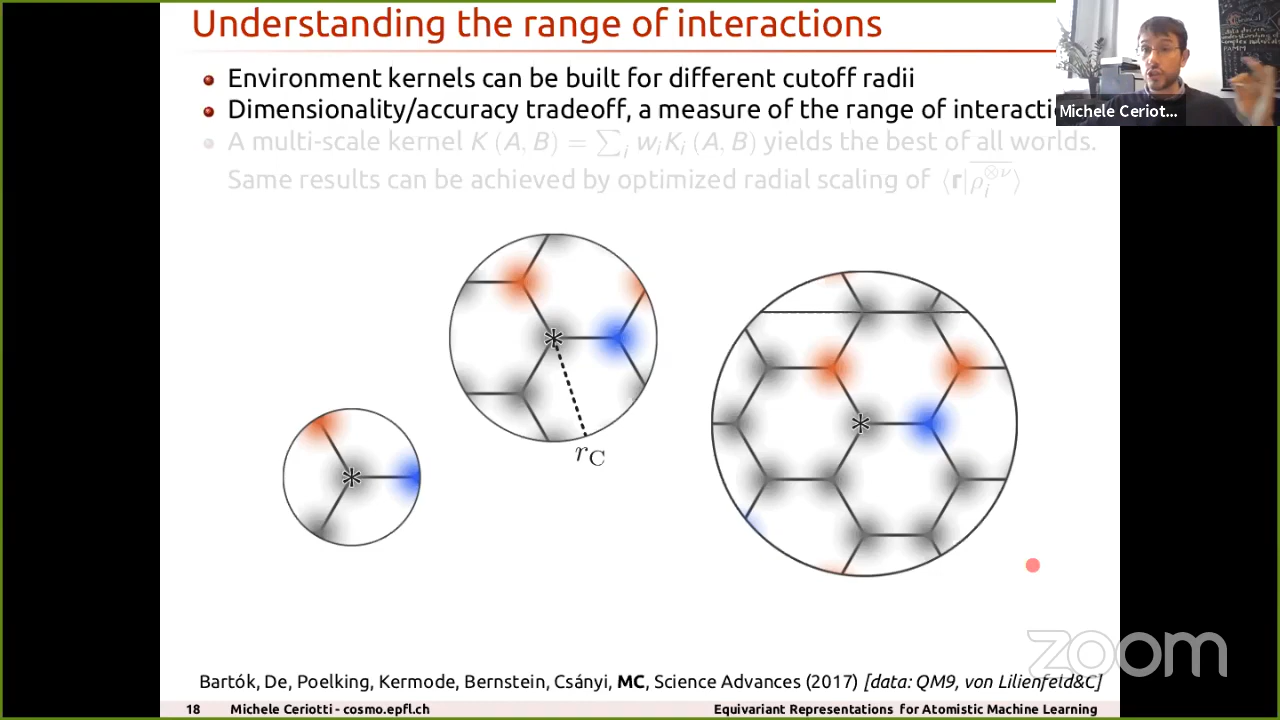 Understanding the range of interactions
Environment kernels can be built for different cutoff radii
Dimensionality/accuracy tradeoff, a measure of the range of
Michele Ceriot...
A multi-scale kernel K (A, B) = ∑i wiKi (A, B) yields the best of all worlds.
Same results can be achieved by optimized radial scaling of ⟨r|ρi⊗ν⟩
*
*
*
rC
zoom
Bartók, De, Poelking, Kermode, Bernstein, Csányi, MC, Science Advances (2017) [data: QM9, von Lilienfeld&C]
18 Michele Ceriotti - cosmo.epfl.ch Equivariant Representations for Atomistic Machine Learning